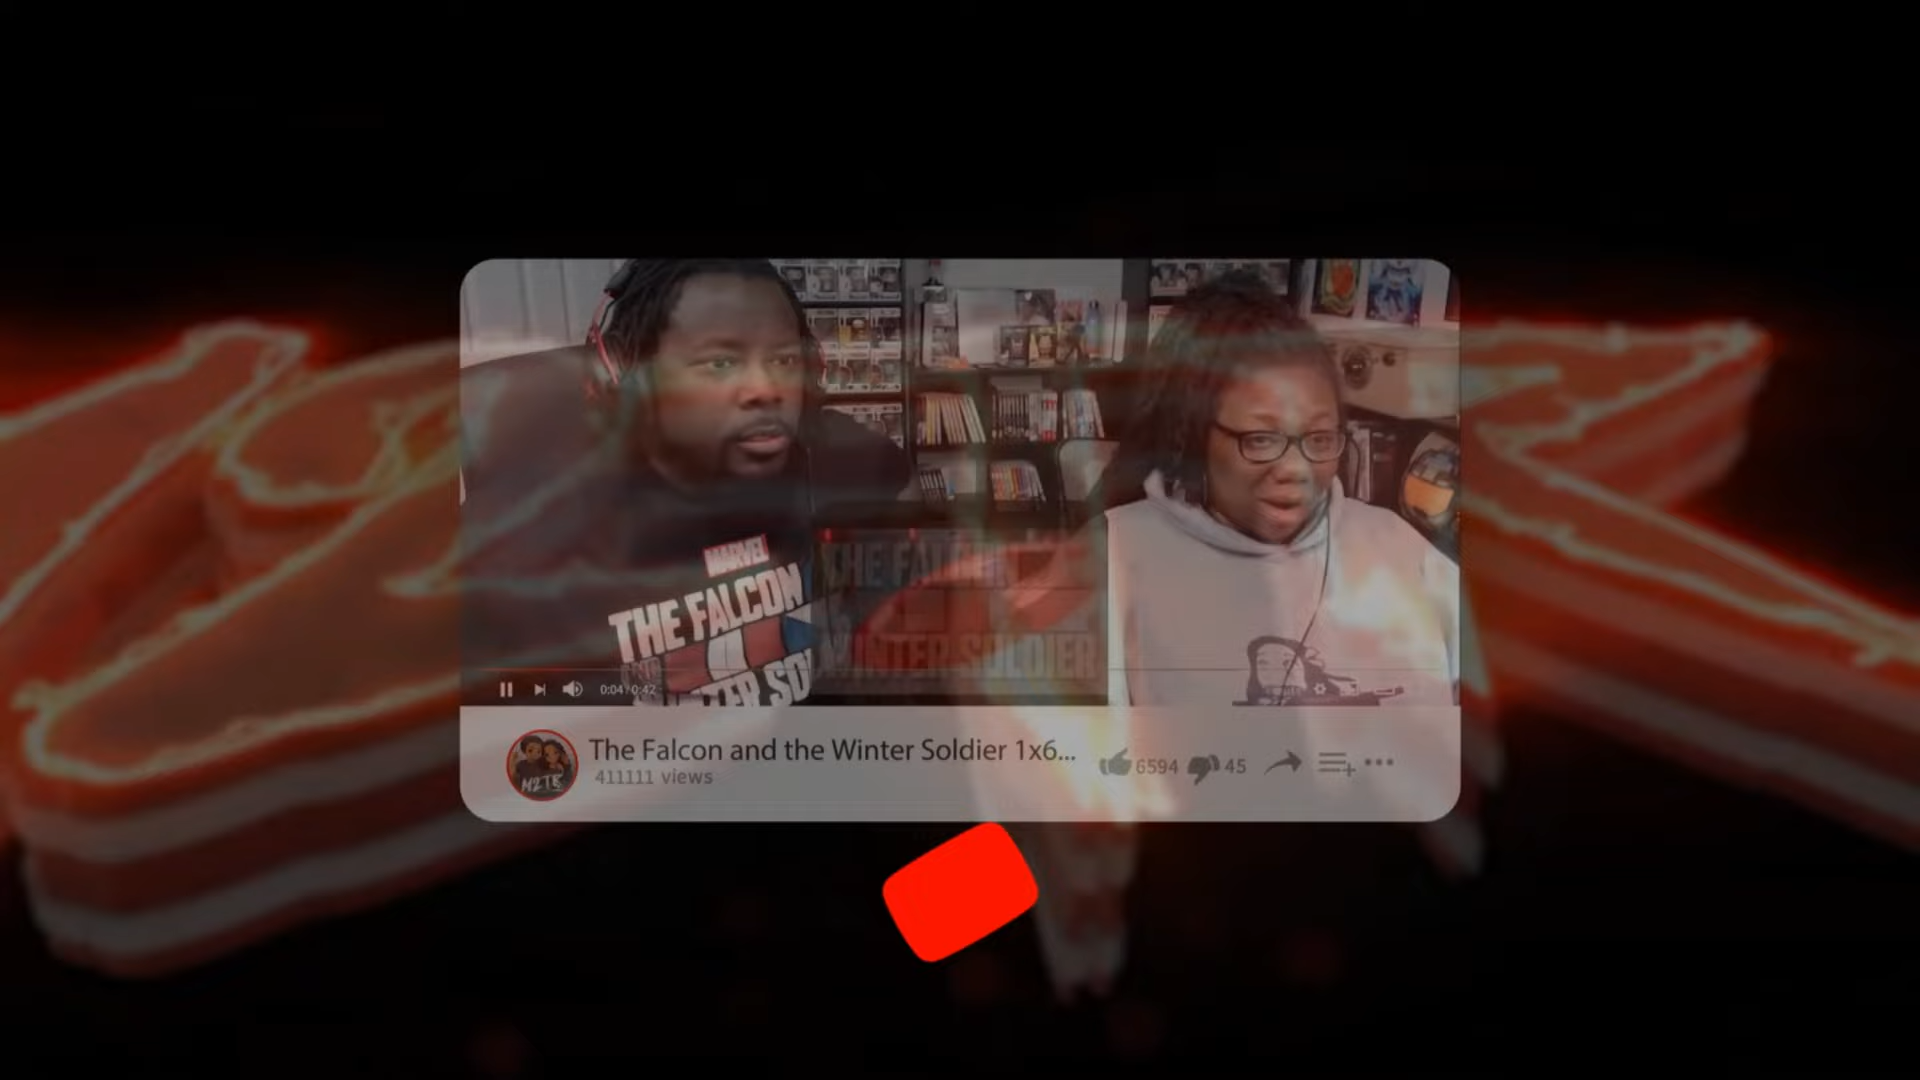 MARVEL
THE FALCON
THE FALCON
WINTER SOLDIER
0:04/0:42
M2TB
The Falcon and the Winter Soldier 1x6...
411111 views
6594
45